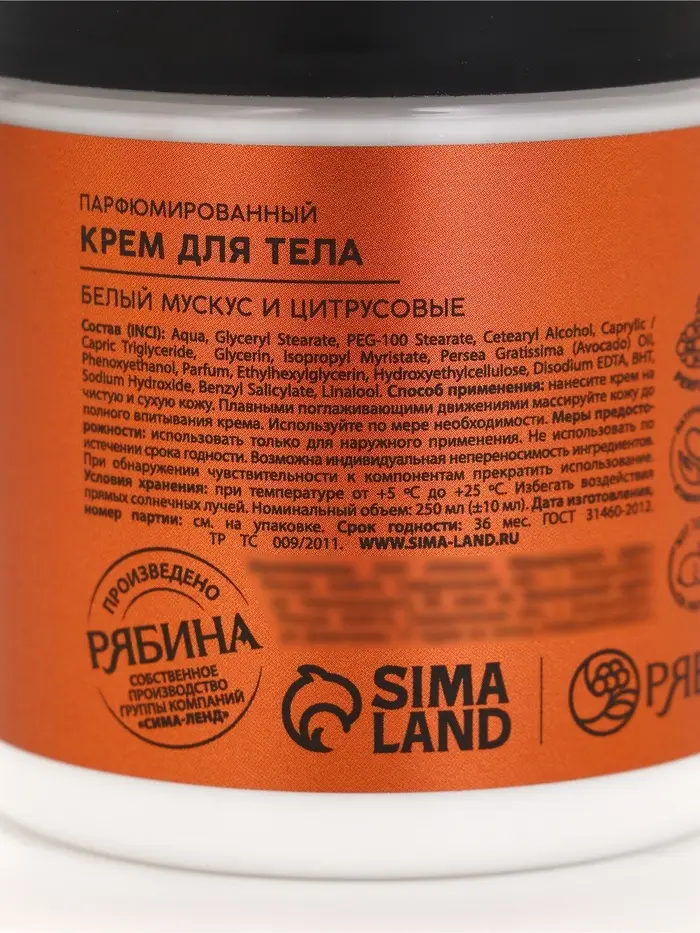 ПАРФЮМИРОВАННЫЙ
КРЕМ ДЛЯ ТЕЛА
БЕЛЫЙ МУСКУС И ЦИТРУСОВЫЕ
Состав (INCI): Aqua, Glyceryl Stearate, PEG-100 Stearate, Cetearyl Alcohol, Caprylic /
Capric Triglyceride, Glycerin, Isopropyl Myristate, Persea Gratissima (Avocado) Oil,
Phenoxyethanol, Parfum, Ethylhexylglycerin, Hydroxyethylcellulose, Disodium EDTA, BHT,
Sodium Hydroxide, Benzyl Salicylate, Linalool. Способ применения: нанесите крем на
чистую и сухую кожу. Плавными поглаживающими движениями массируйте кожу до
полного впитывания крема. Используйте по мере необходимости. Меры предосто-
рожности: использовать только для наружного применения. Не использовать по
истечении срока годности. Возможна индивидуальная непереносимость ингредиентов.
При обнаружении чувствительности к компонентам прекратить использование.
Условия хранения: при температуре от +5 °C до +25 °C. Избегать воздействия
прямых солнечных лучей. Номинальный объем: 250 мл (±10 мл). Дата изготовления,
номер партии: см. на упаковке. Срок годности: 36 мес. ГОСТ 31460-2012.
ТР ТС 009/2011. WWW.SIMA-LAND.RU
ПРОИЗВЕДЕНО
РЯБИНА
СОБСТВЕННОЕ
ПРОИЗВОДСТВО
ГРУППЫ КОМПАНИЙ
«СИМА-ЛЕНД»
SIMA
LAND
РЯБ